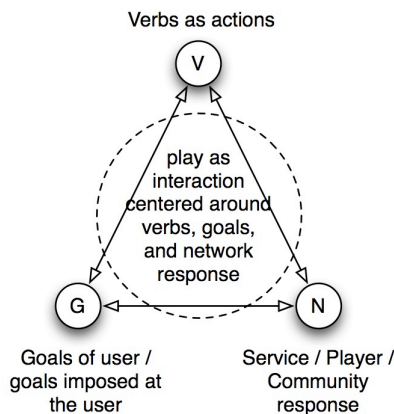 Verbs as actions
V
play as
interaction
centered around
verbs, goals,
and network
response
G
N
Goals of user /
goals imposed at
the user
Service / Player /
Community
response